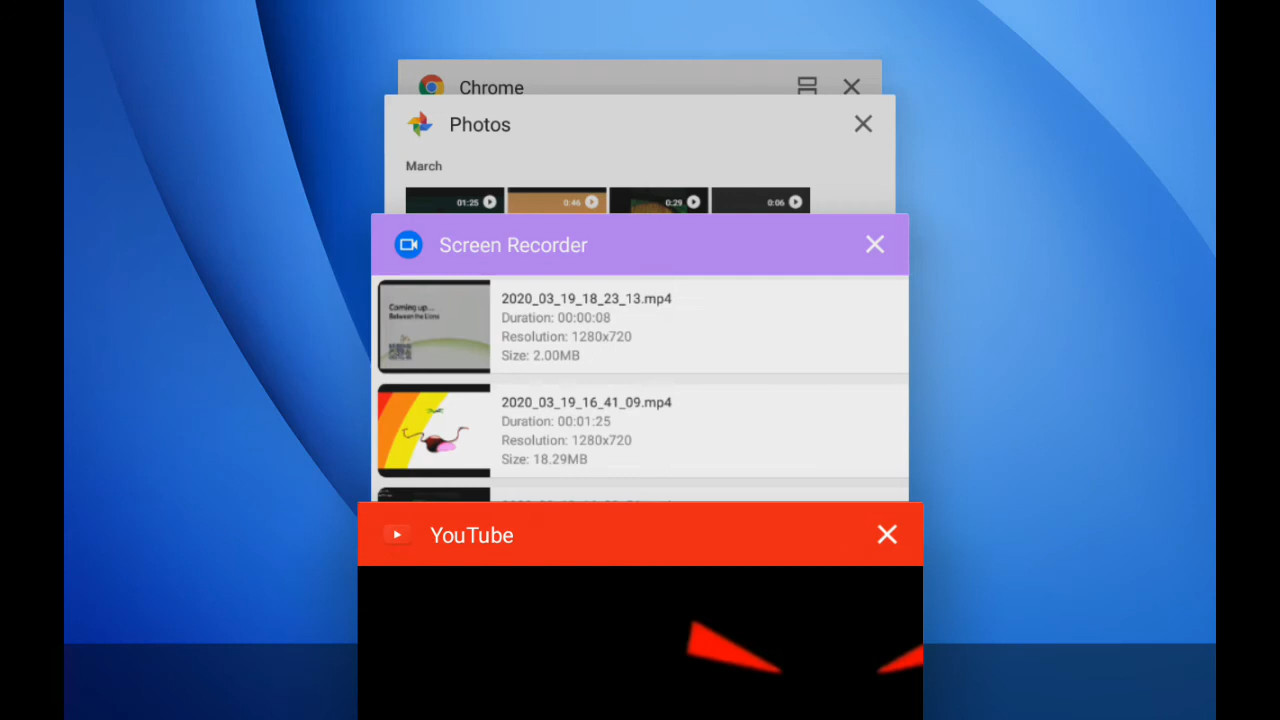 Chrome
Photos
March
01:25
0:46
0:29
0:06
Screen Recorder
Coming up...
Between the Lions
2020_03_19_18_23_13.mp4
Duration: 00:00:08
Resolution: 1280x720
Size: 2.00MB
2020_03_19_16_41_09.mp4
Duration: 00:01:25
Resolution: 1280x720
Size: 18.29MB
YouTube